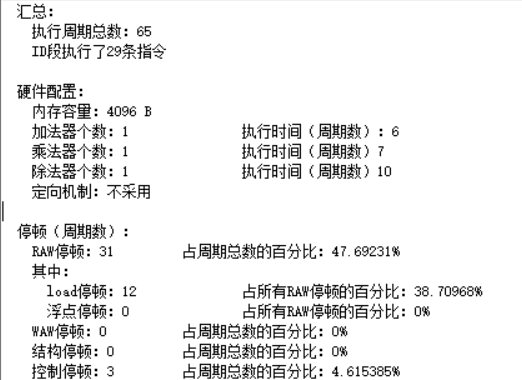 汇总：
执行周期总数：65
ID段执行了29条指令
硬件配置：
内存容量：4096 B
加法器个数：1 执行时间（周期数）：6
乘法器个数：1 执行时间（周期数）7
除法器个数：1 执行时间（周期数）10
定向机制：不采用
停顿（周期数）：
RAW停顿：31 占周期总数的百分比：47.69231%
其中：
load停顿：12 占所有RAW停顿的百分比：38.70968%
浮点停顿：0 占所有RAW停顿的百分比：0%
WAW停顿：0 占周期总数的百分比：0%
结构停顿：0 占周期总数的百分比：0%
控制停顿：3 占周期总数的百分比：4.615385%